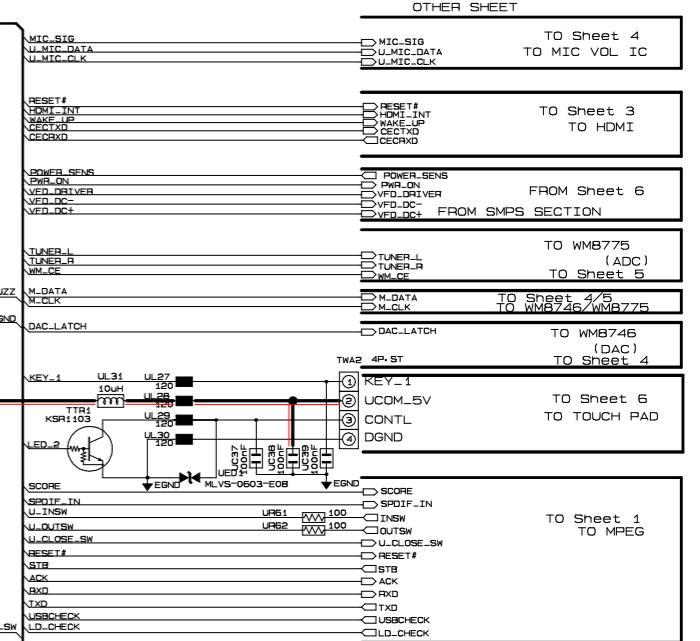 OTHER SHEET
MIC_SIG MIC_SIG TO Sheet 4
U_MIC_DATA U_MIC_DATA TO MIC VOL IC
U_MIC_CLK U_MIC_CLK
RESET# RESET#
HDMI_INT HDMI_INT TO Sheet 3
WAKE_UP WAKE_UP
CECTXD CECTXD TO HDMI
CECRXD CECRXD
POWER_SENS POWER_SENS
PWR_ON PWR_ON
VFD_DRIVER VFD_DRIVER FROM Sheet 6
VFD_DC- VFD_DC-
VFD_DC+ VFD_DC+ FROM SMPS SECTION
TO WM8775
TUNER_L TUNER_L (ADC)
TUNER_R TUNER_R
WM_CE WM_CE TO Sheet 5
UZZ M_DATA M_DATA TO Sheet 4/5
M_CLK M_CLK TO WM8746/WM8775
GND DAC_LATCH DAC_LATCH TO WM8746
(DAC)
TWA2 4P.ST TO Sheet 4
KEY_1 UL31 UL27 1 KEY_1
10uH 120
UL28 2 UCOM_5V TO Sheet 6
120
TTR1 UL29 3 CONTL TO TOUCH PAD
KSR1103 120
UL30 4 DGND
LED_2 120
UC37 100nF UC38 100nF UC39 100nF
UED1
EGND MLVS-0603-E08 EGND
SCORE SCORE
SPDIF_IN SPDIF_IN
U_INSW UR61 100 INSW TO Sheet 1
U_OUTSW UR62 100 OUTSW TO MPEG
U_CLOSE_SW U_CLOSE_SW
RESET# RESET#
STB STB
ACK ACK
RXD RXD
TXD TXD
USBCHECK USBCHECK
_SW LD_CHECK LD_CHECK